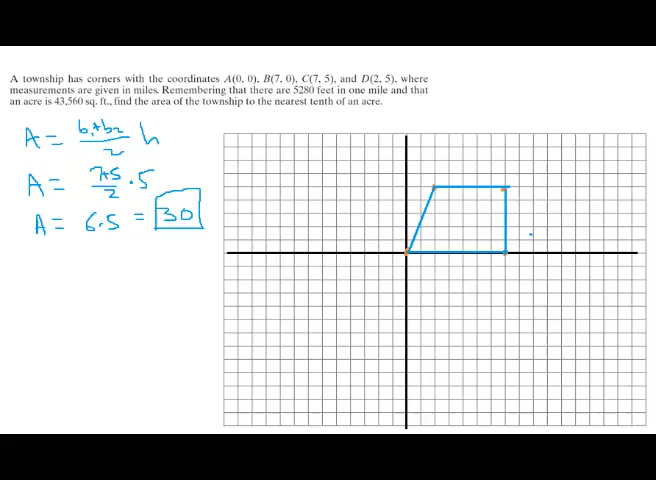 A township has corners with the coordinates A(0, 0), B(7, 0), C(7, 5), and D(2, 5), where
measurements are given in miles. Remembering that there are 5280 feet in one mile and that
an acre is 43,560 sq. ft., find the area of the township to the nearest tenth of an acre.
A = b₁+b₂/2 h
A = 7+5/2 · 5
A = 6·5 = 30